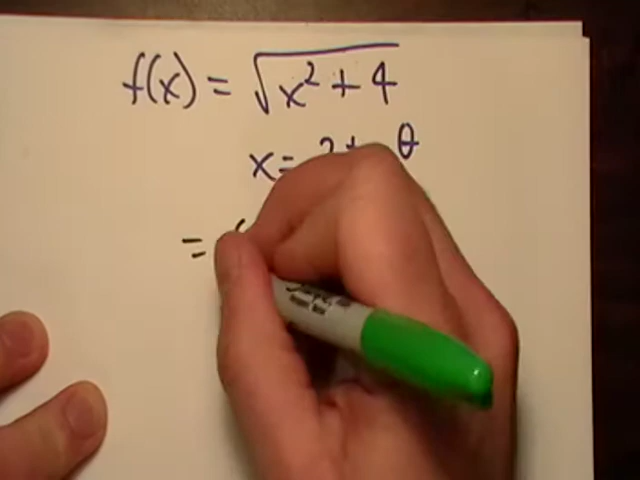 f(x) = √(x² + 4)
x = 2 θ
=